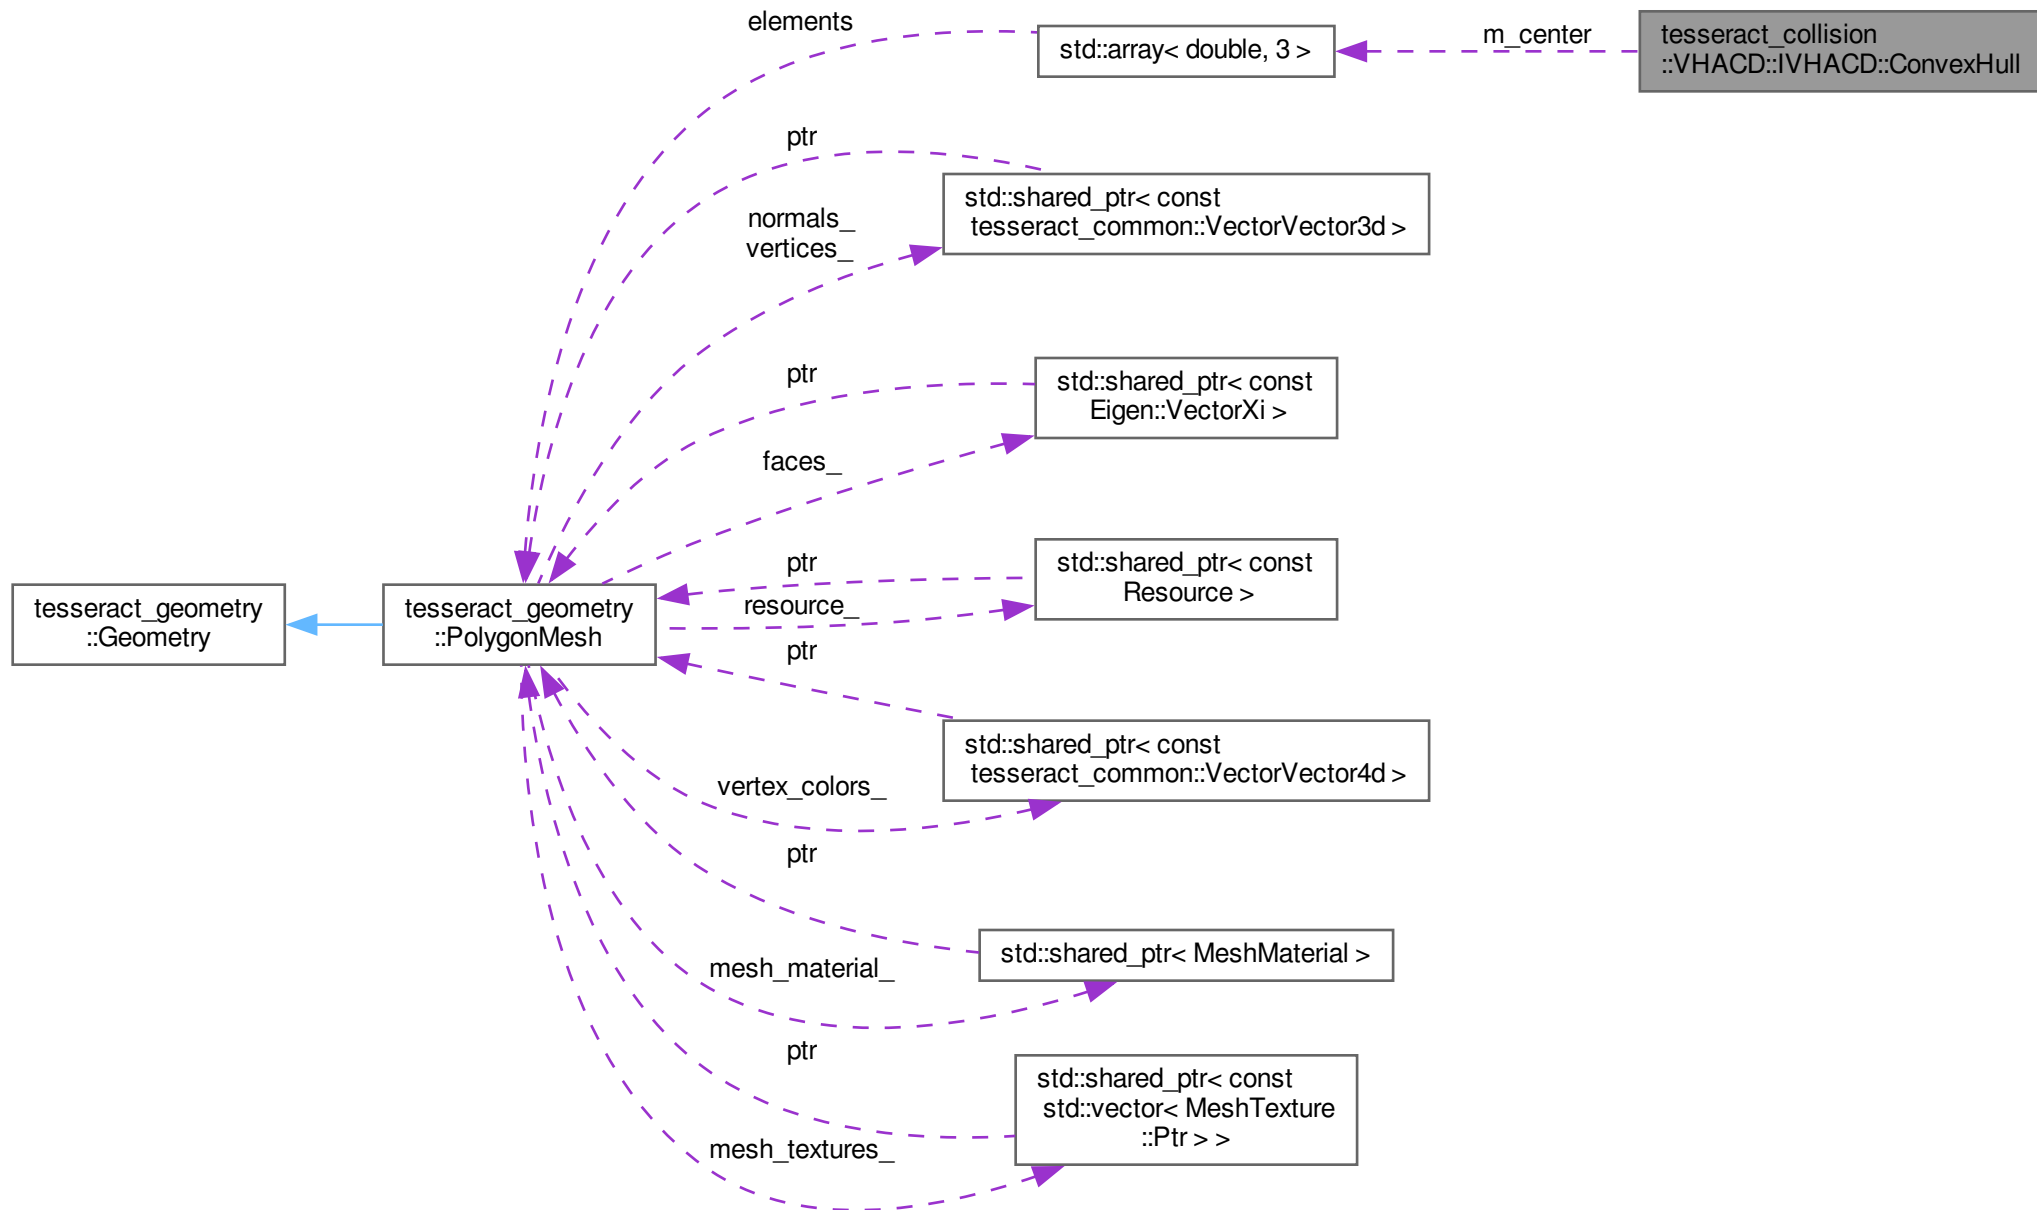 elements
std::array< double, 3 >
m_center
tesseract_collision
::VHACD::IVHACD::ConvexHull
ptr
std::shared_ptr< const
tesseract_common::VectorVector3d >
normals_
vertices_
ptr
std::shared_ptr< const
Eigen::VectorXi >
faces_
ptr
std::shared_ptr< const
Resource >
resource_
tesseract_geometry
::Geometry
tesseract_geometry
::PolygonMesh
ptr
std::shared_ptr< const
tesseract_common::VectorVector4d >
vertex_colors_
ptr
std::shared_ptr< MeshMaterial >
mesh_material_
ptr
std::shared_ptr< const
std::vector< MeshTexture
::Ptr > >
mesh_textures_